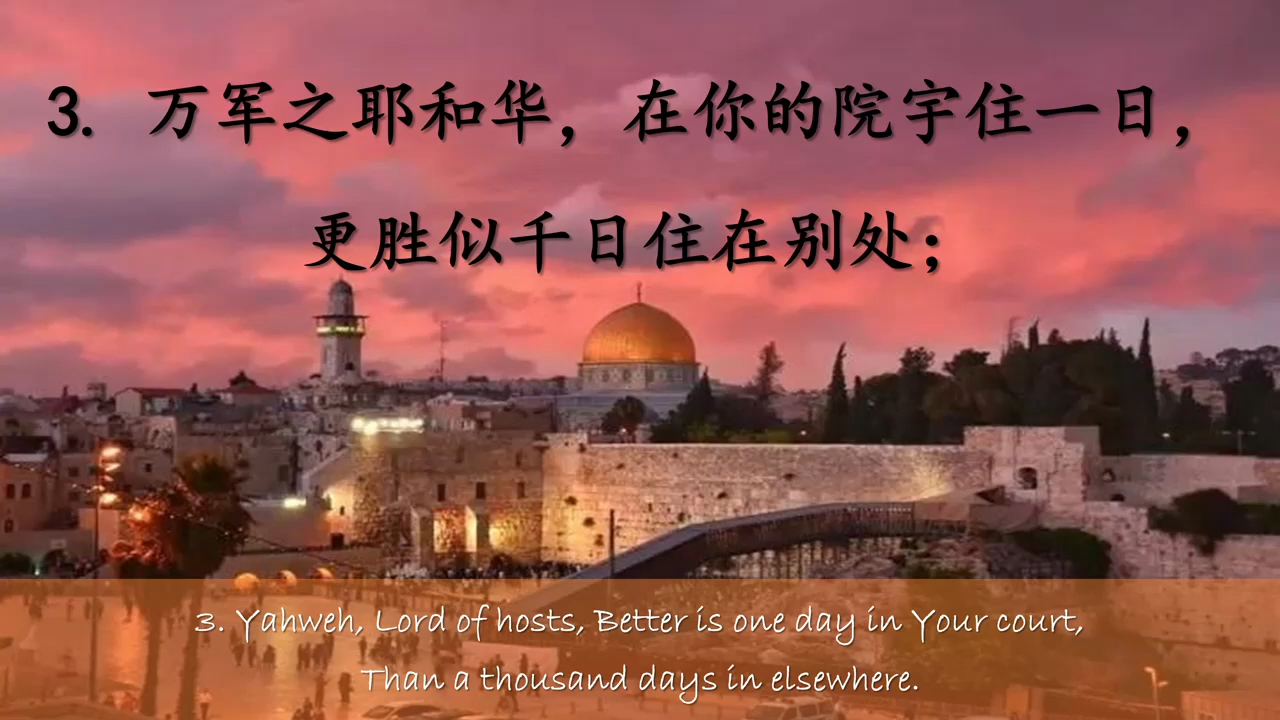 3. 万军之耶和华，在你的院宇住一日，
更胜似千日住在别处；
3. Yahweh, Lord of hosts, Better is one day in Your court,
Than a thousand days in elsewhere.